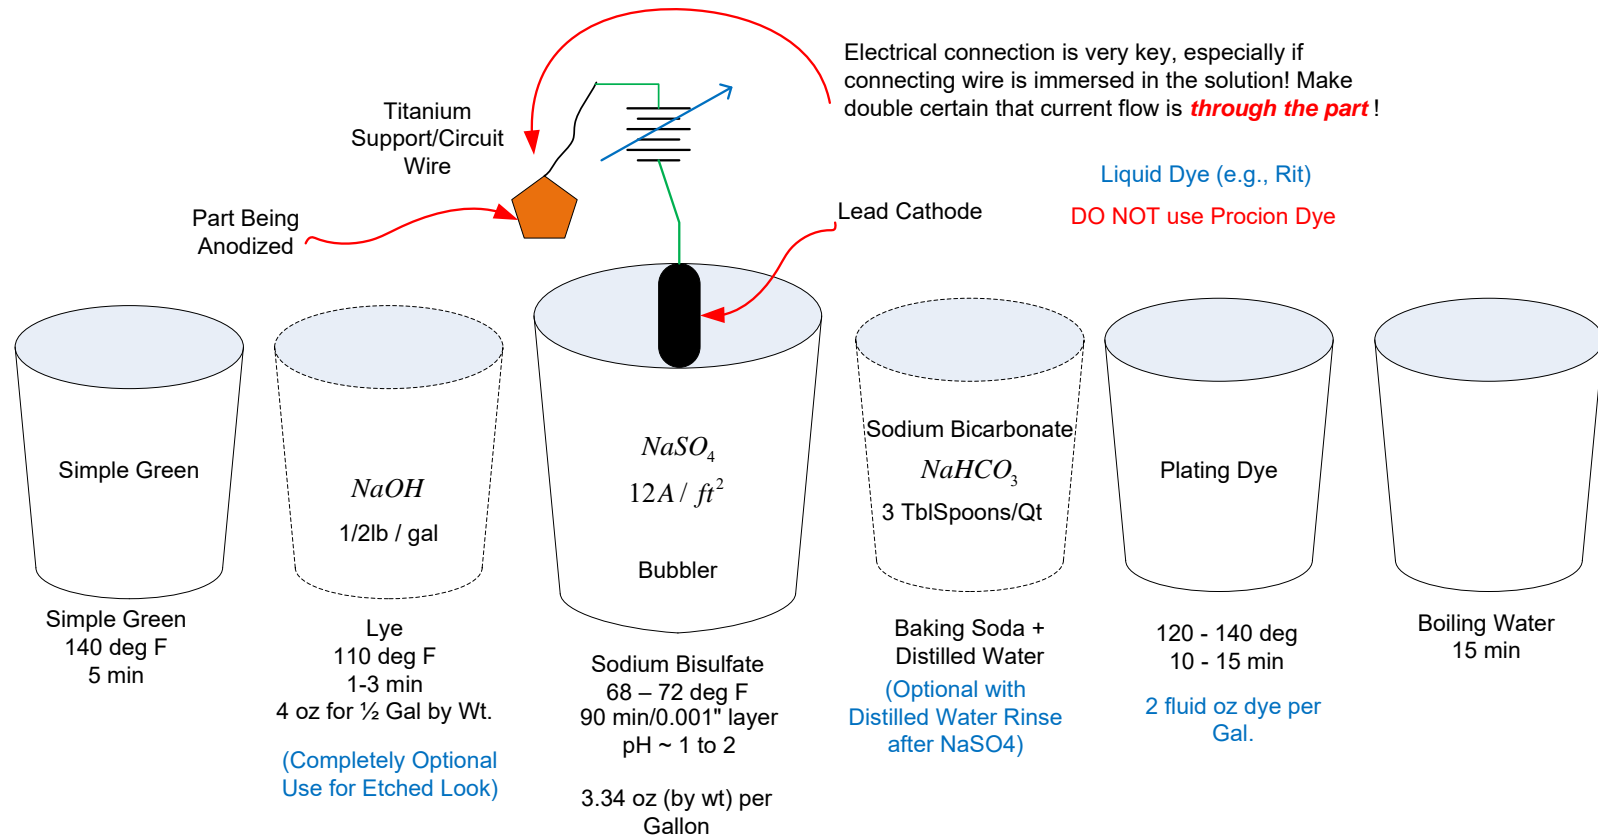 Electrical connection is very key, especially if
connecting wire is immersed in the solution! Make
double certain that current flow is through the part !
Titanium
Support/Circuit
Wire
Part Being
Anodized
Lead Cathode
Liquid Dye (e.g., Rit)
DO NOT use Procion Dye
Simple Green
Simple Green
140 deg F
5 min
NaOH
1/2lb / gal
Lye
110 deg F
1-3 min
4 oz for ½ Gal by Wt.
(Completely Optional
Use for Etched Look)
NaSO₄
12A / ft²
Bubbler
Sodium Bisulfate
68 – 72 deg F
90 min/0.001" layer
pH ~ 1 to 2
3.34 oz (by wt) per
Gallon
Sodium Bicarbonate
NaHCO₃
3 TblSpoons/Qt
Baking Soda +
Distilled Water
(Optional with
Distilled Water Rinse
after NaSO4)
Plating Dye
120 - 140 deg
10 - 15 min
2 fluid oz dye per
Gal.
Boiling Water
15 min